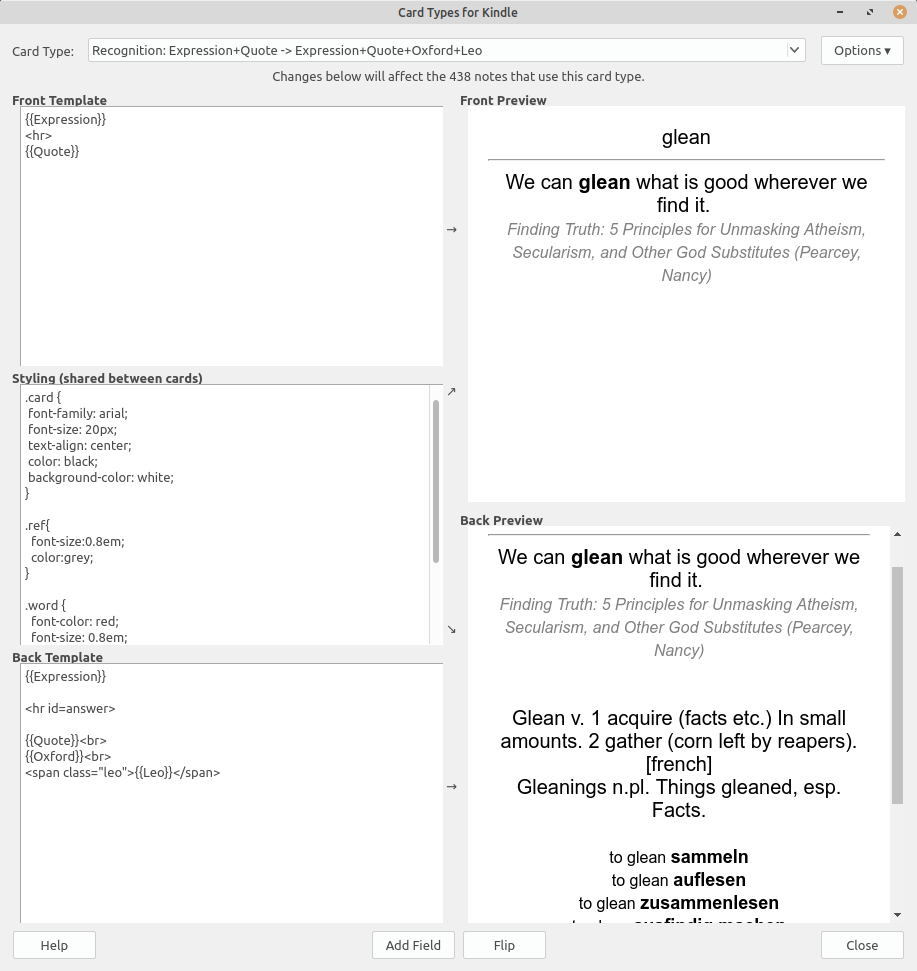 Card Types for Kindle
Card Type:
Recognition: Expression+Quote -> Expression+Quote+Oxford+Leo
Options ▾
Changes below will affect the 438 notes that use this card type.
Front Template
{{Expression}}
<hr>
{{Quote}}
→
Front Preview
glean
We can glean what is good wherever we
find it.
Finding Truth: 5 Principles for Unmasking Atheism,
Secularism, and Other God Substitutes (Pearcey,
Nancy)
Styling (shared between cards)
.card {
font-family: arial;
font-size: 20px;
text-align: center;
color: black;
background-color: white;
}
.ref{
font-size:0.8em;
color:grey;
}
.word {
font-color: red;
font-size: 0.8em;
↗
↘
Back Template
{{Expression}}
<hr id=answer>
{{Quote}}<br>
{{Oxford}}<br>
<span class="leo">{{Leo}}</span>
→
Back Preview
We can glean what is good wherever we
find it.
Finding Truth: 5 Principles for Unmasking Atheism,
Secularism, and Other God Substitutes (Pearcey,
Nancy)
Glean v. 1 acquire (facts etc.) In small
amounts. 2 gather (corn left by reapers).
[french]
Gleanings n.pl. Things gleaned, esp.
Facts.
to glean sammeln
to glean auflesen
to glean zusammenlesen
to glean ausfindig machen
Help
Add Field
Flip
Close